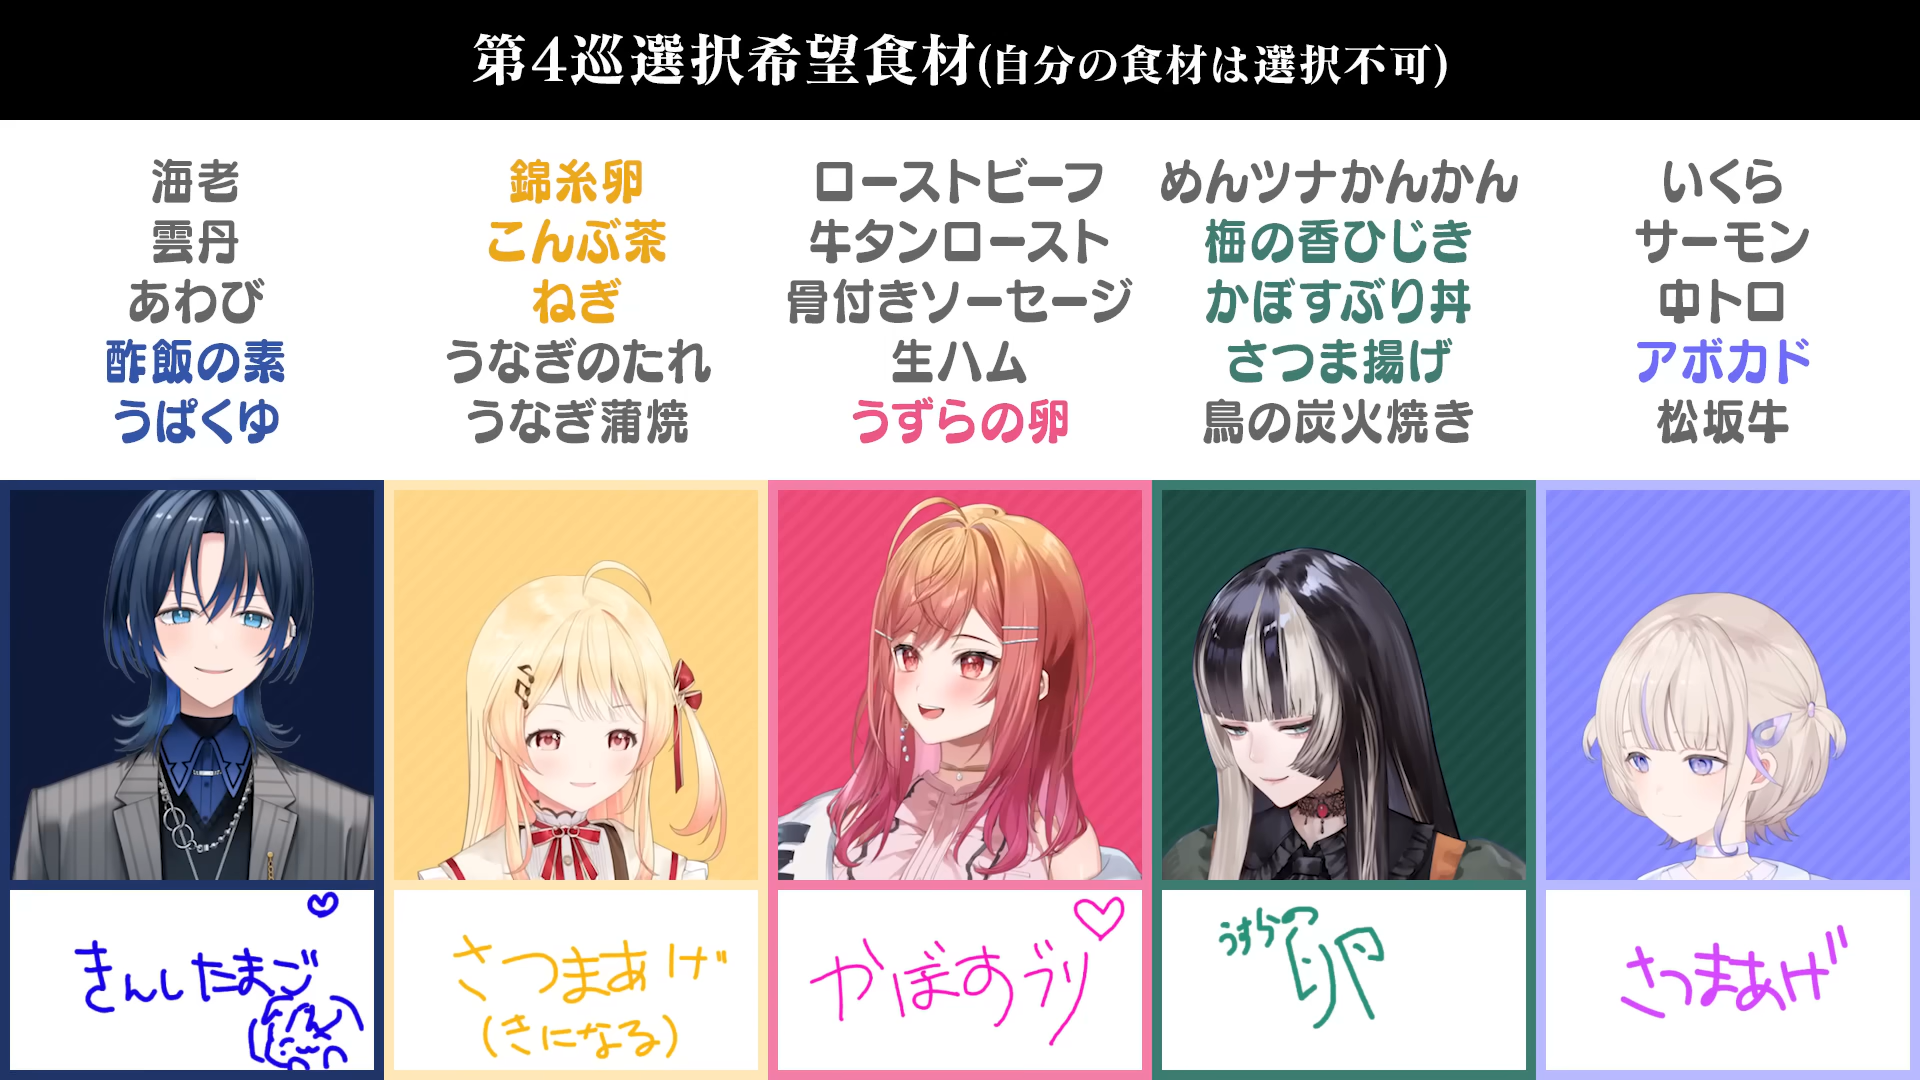 第4巡選択希望食材(自分の食材は選択不可)
海老
雲丹
あわび
酢飯の素
うぱくゆ
錦糸卵
こんぶ茶
ねぎ
うなぎのたれ
うなぎ蒲焼
ローストビーフ
牛タンロースト
骨付きソーセージ
生ハム
うずらの卵
めんツナかんかん
梅の香ひじき
かぼすぶり丼
さつま揚げ
鳥の炭火焼き
いくら
サーモン
中トロ
アボカド
松坂牛
きんしたまご
さつまあげ
(きになる)
かぼすブリ
うずらの
卵
さつまあげ